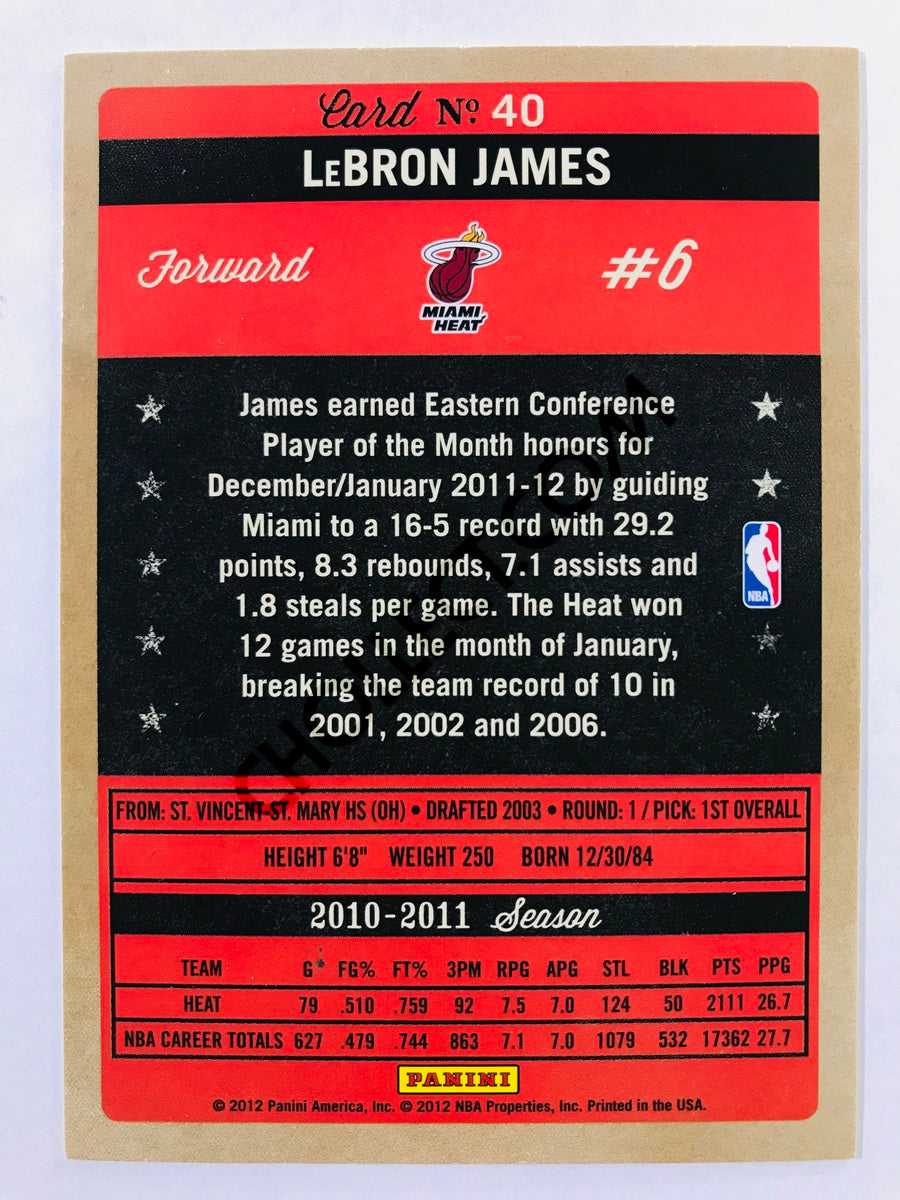 Card Nº 40
LEBRON JAMES
Forward
MIAMI
HEAT
#6
James earned Eastern Conference
Player of the Month honors for
December/January 2011-12 by guiding
Miami to a 16-5 record with 29.2
points, 8.3 rebounds, 7.1 assists and
1.8 steals per game. The Heat won
12 games in the month of January,
breaking the team record of 10 in
2001, 2002 and 2006.
NBA
CHOLLECT.COM
FROM: ST. VINCENT-ST. MARY HS (OH) • DRAFTED 2003 • ROUND: 1 / PICK: 1ST OVERALL
HEIGHT 6'8" WEIGHT 250 BORN 12/30/84
2010-2011 Season
TEAM G FG% FT% 3PM RPG APG STL BLK PTS PPG
HEAT 79 .510 .759 92 7.5 7.0 124 50 2111 26.7
NBA CAREER TOTALS 627 .479 .744 863 7.1 7.0 1079 532 17362 27.7
PANINI
© 2012 Panini America, Inc. © 2012 NBA Properties, Inc. Printed in the USA.